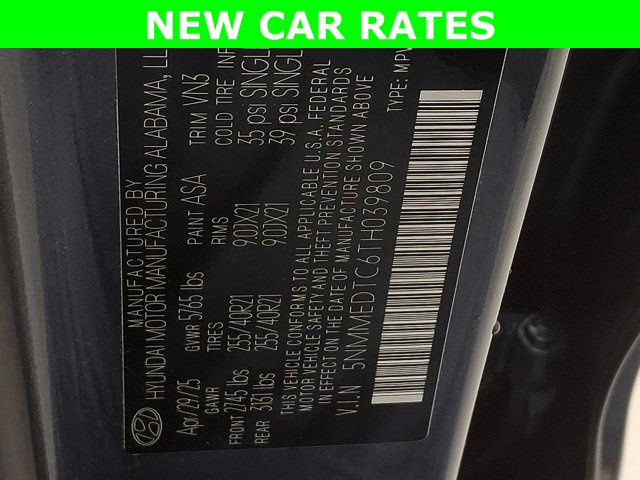 NEW CAR RATES
MANUFACTURED BY
HYUNDAI MOTOR MANUFACTURING ALABAMA, LL
Apr/29/25 GVWR 5765 lbs PAINT ASA TRIM VN3
GAWR TIRES RIMS COLD TIRE INF
FRONT 2745 lbs 255/40R21 9.0JX21 35 psi SINGL
REAR 3131 lbs 255/40R21 9.0JX21 39 psi SINGL
THIS VEHICLE CONFORMS TO ALL APPLICABLE U.S.A. FEDERAL
MOTOR VEHICLE SAFETY AND THEFT PREVENTION STANDARDS
IN EFFECT ON THE DATE OF MANUFACTURE SHOWN ABOVE
V.I.N 5NMMEDTC6TH039809 TYPE: MPV